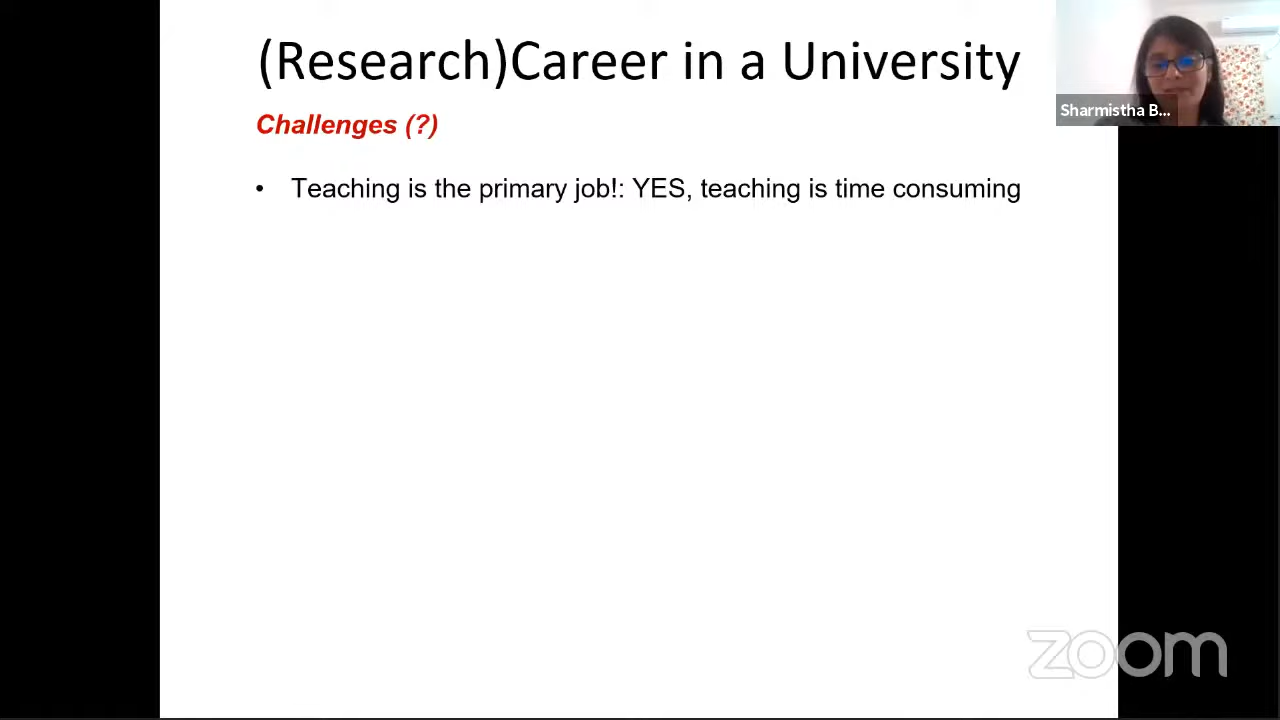 (Research)Career in a University
Sharmistha B...
Challenges (?)
• Teaching is the primary job!: YES, teaching is time consuming
zoom